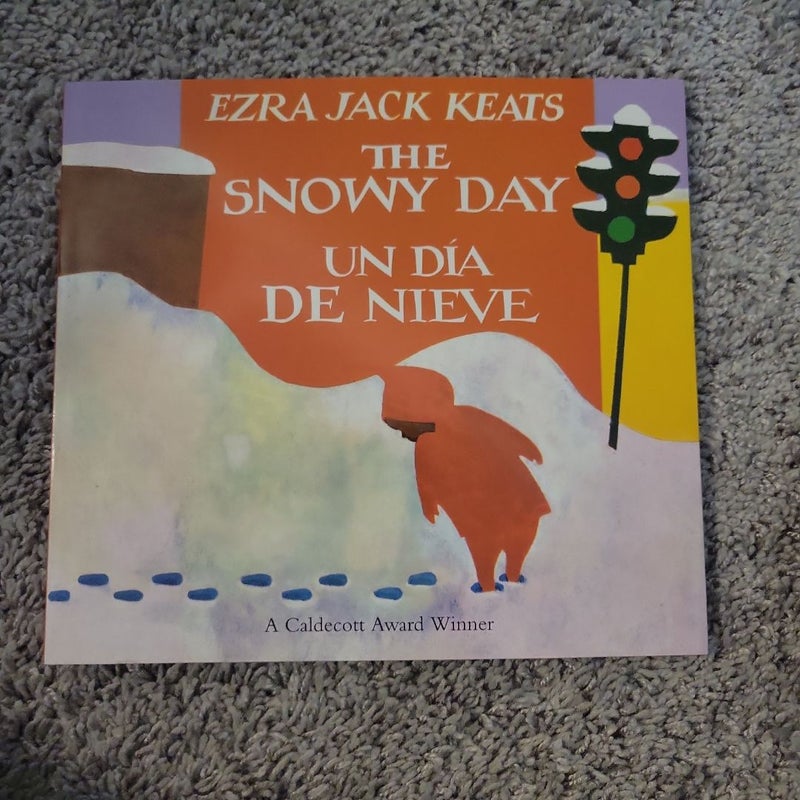 EZRA JACK KEATS
THE
SNOWY DAY
UN DÍA
DE NIEVE
A Caldecott Award Winner